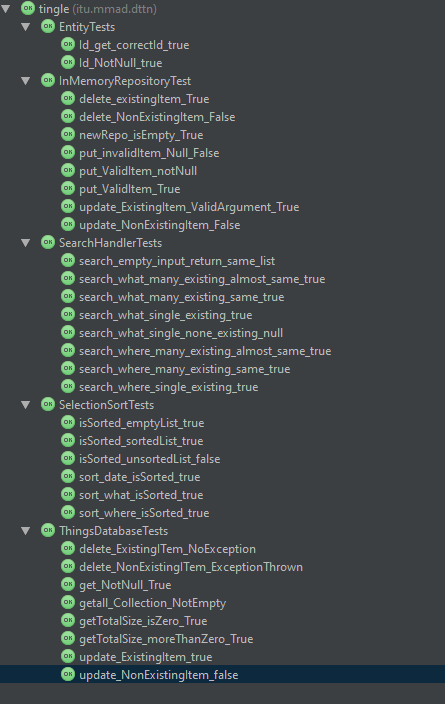 OK tingle (itu.mmad.dttn)
OK EntityTests
OK Id_get_correctId_true
OK Id_NotNull_true
OK InMemoryRepositoryTest
OK delete_existingItem_True
OK delete_NonExistingItem_False
OK newRepo_isEmpty_True
OK put_invalidItem_Null_False
OK put_ValidItem_notNull
OK put_ValidItem_True
OK update_ExistingItem_ValidArgument_True
OK update_NonExistingItem_False
OK SearchHandlerTests
OK search_empty_input_return_same_list
OK search_what_many_existing_almost_same_true
OK search_what_many_existing_same_true
OK search_what_single_existing_true
OK search_what_single_none_existing_null
OK search_where_many_existing_almost_same_true
OK search_where_many_existing_same_true
OK search_where_single_existing_true
OK SelectionSortTests
OK isSorted_emptyList_true
OK isSorted_sortedList_true
OK isSorted_unsortedList_false
OK sort_date_isSorted_true
OK sort_what_isSorted_true
OK sort_where_isSorted_true
OK ThingsDatabaseTests
OK delete_ExistingITem_NoException
OK delete_NonExistingITem_ExceptionThrown
OK get_NotNull_True
OK getall_Collection_NotEmpty
OK getTotalSize_isZero_True
OK getTotalSize_moreThanZero_True
OK update_ExistingItem_true
OK update_NonExistingItem_false